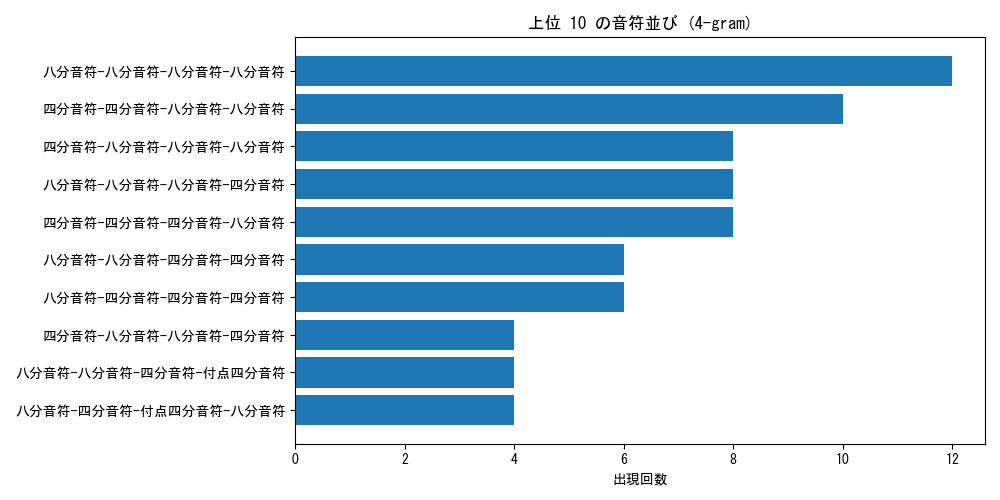 上位 10 の音符並び (4-gram)
八分音符-八分音符-八分音符-八分音符
四分音符-四分音符-八分音符-八分音符
四分音符-八分音符-八分音符-八分音符
八分音符-八分音符-八分音符-四分音符
四分音符-四分音符-四分音符-八分音符
八分音符-八分音符-四分音符-四分音符
八分音符-四分音符-四分音符-四分音符
四分音符-八分音符-八分音符-四分音符
八分音符-八分音符-四分音符-付点四分音符
八分音符-四分音符-付点四分音符-八分音符
0 2 4 6 8 10 12
出現回数